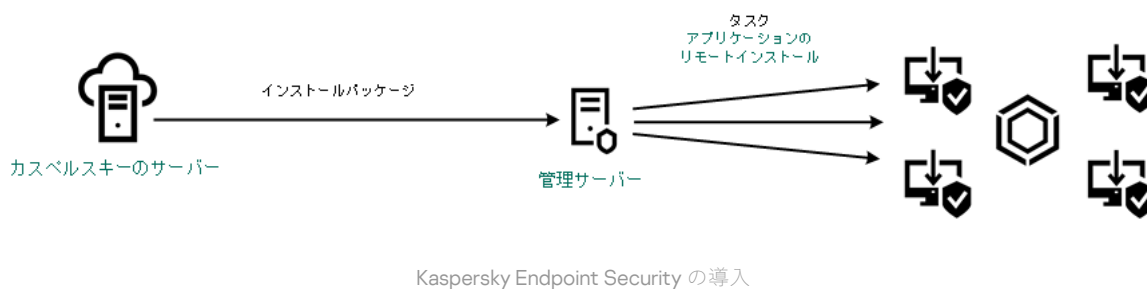 タスク
アプリケーションの
リモートインストール
インストールパッケージ
カスペルスキーのサーバー
管理サーバー
Kaspersky Endpoint Security の導入